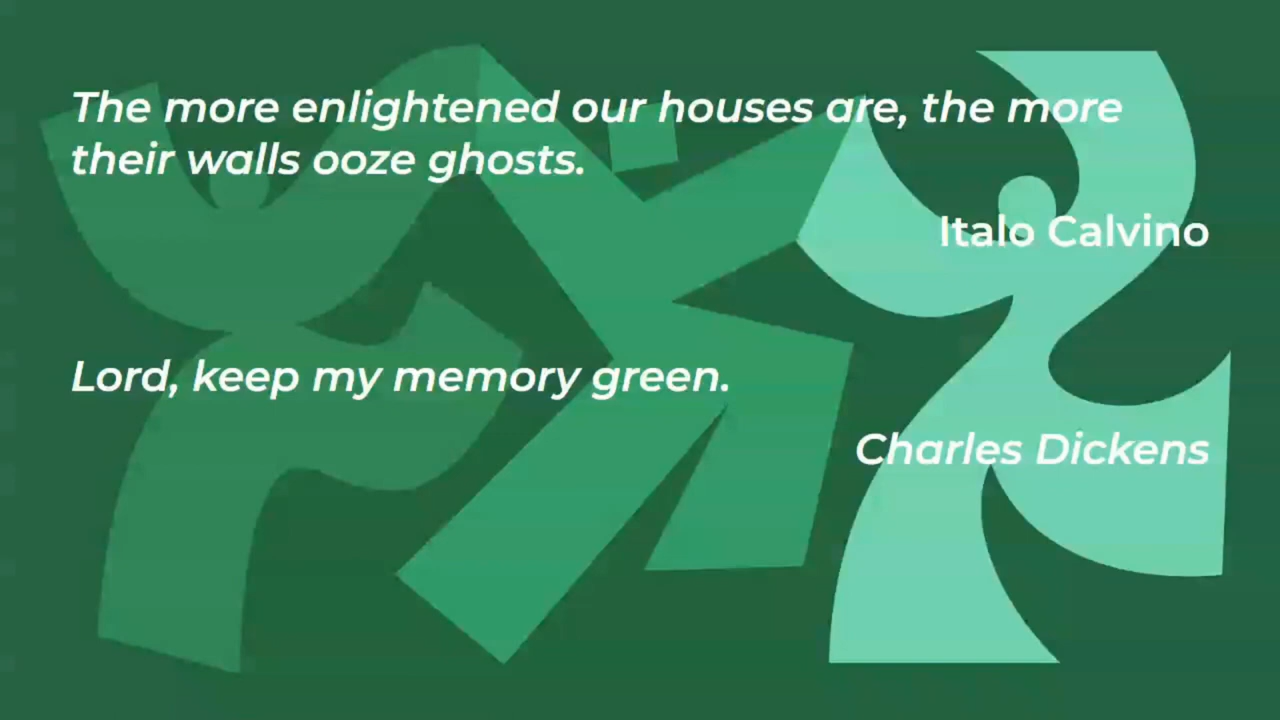 The more enlightened our houses are, the more
their walls ooze ghosts.
Italo Calvino
Lord, keep my memory green.
Charles Dickens